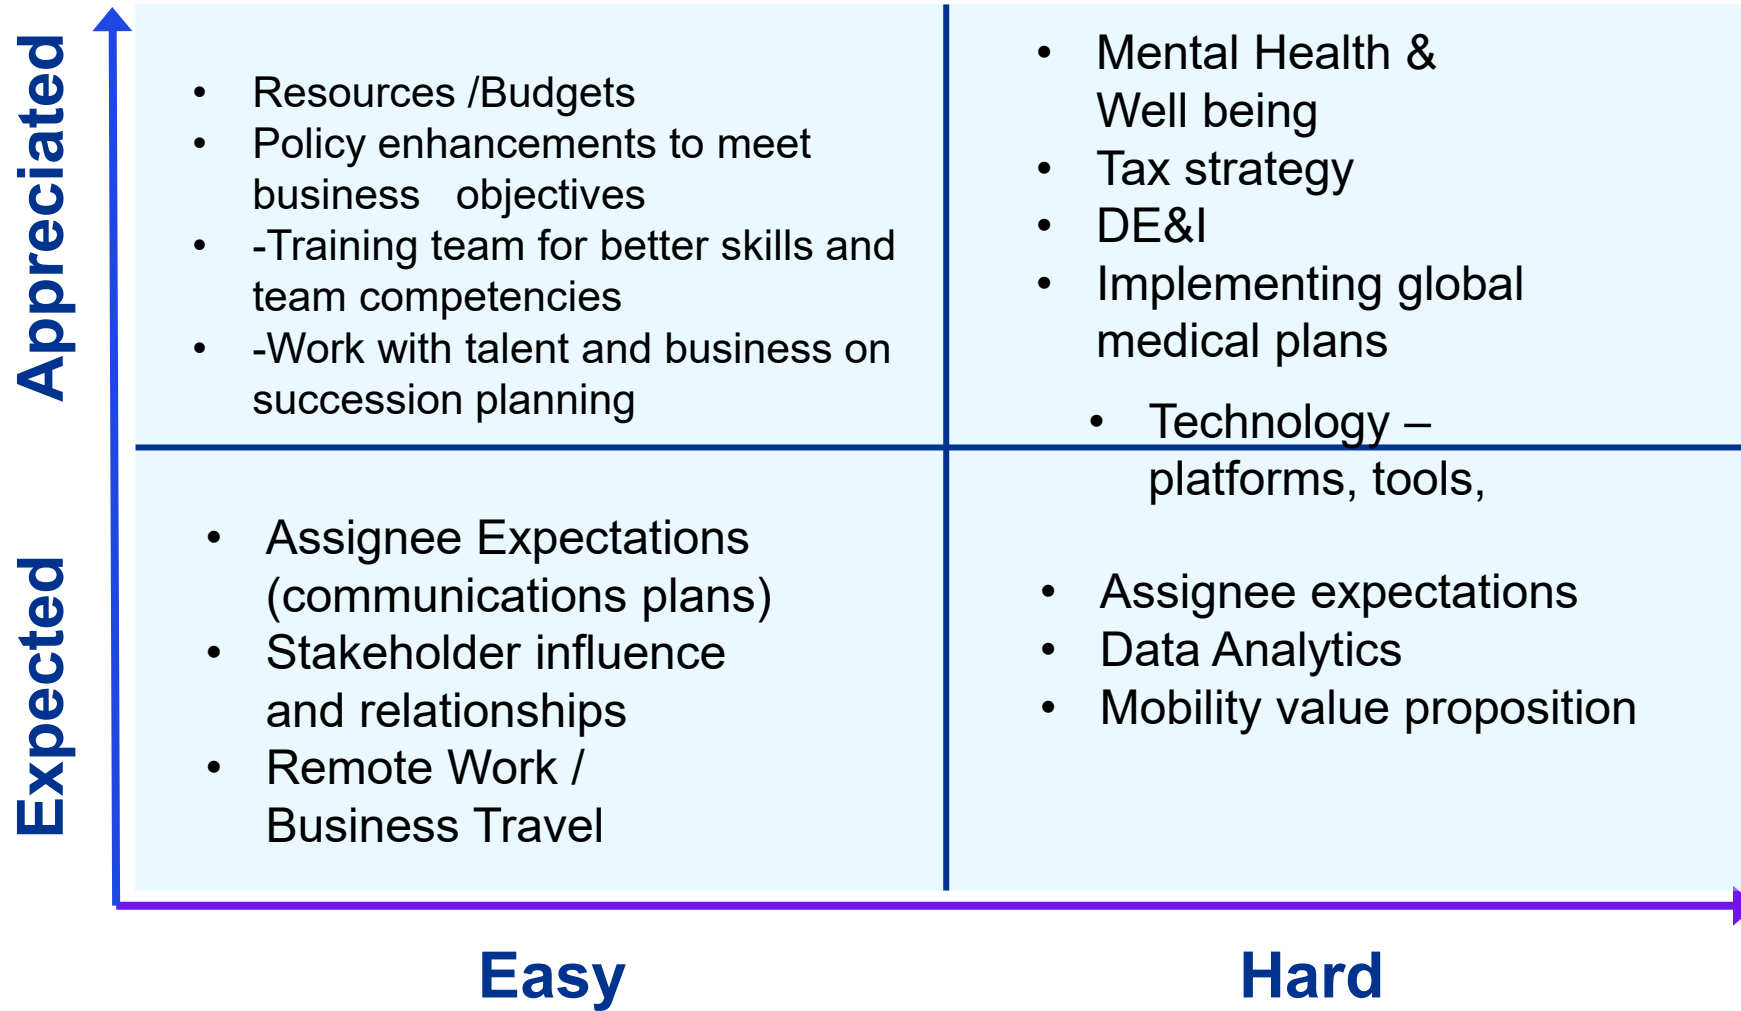 Appreciated
• Resources /Budgets
• Policy enhancements to meet
business   objectives
• -Training team for better skills and
team competencies
• -Work with talent and business on
succession planning
• Mental Health &
Well being
• Tax strategy
• DE&I
• Implementing global
medical plans
• Technology –
platforms, tools,
Expected
• Assignee Expectations
(communications plans)
• Stakeholder influence
and relationships
• Remote Work /
Business Travel
• Assignee expectations
• Data Analytics
• Mobility value proposition
Easy
Hard